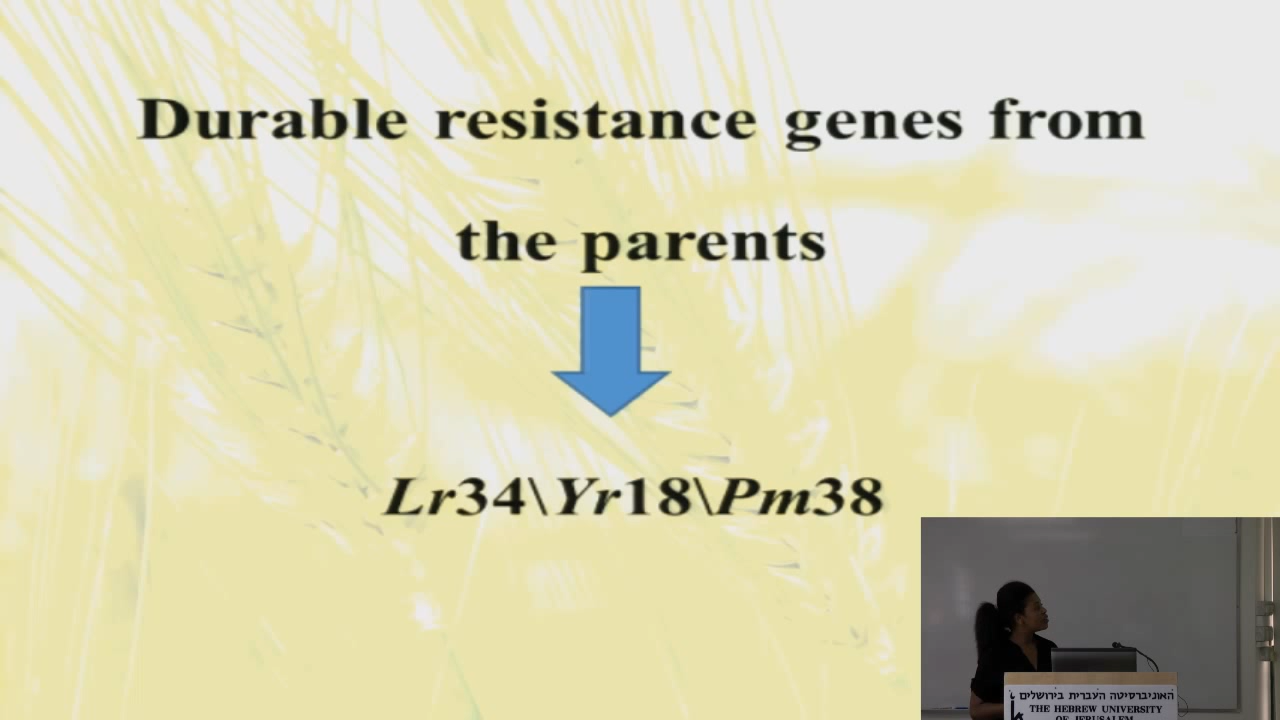 Durable resistance genes from
the parents
Lr34\Yr18\Pm38
האוניברסיטה העברית בירושלים
THE HEBREW UNIVERSITY
OF JERUSALEM